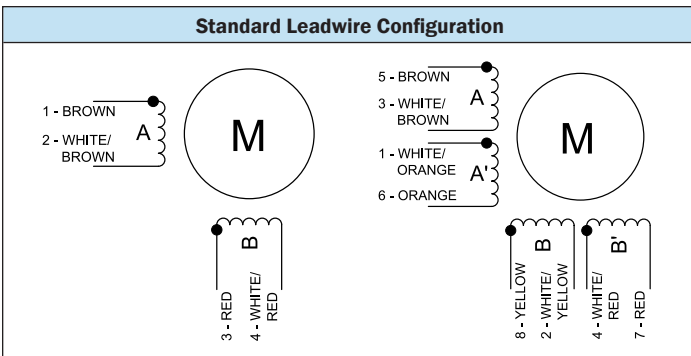 Standard Leadwire Configuration
1 - BROWN
2 - WHITE/
BROWN
A
M
3 - RED
4 - WHITE/
RED
B
5 - BROWN
3 - WHITE/
BROWN
A
1 - WHITE/
ORANGE
A'
6 - ORANGE
M
B
B'
8 - YELLOW
2 - WHITE/
YELLOW
4 - WHITE/
RED
7 - RED